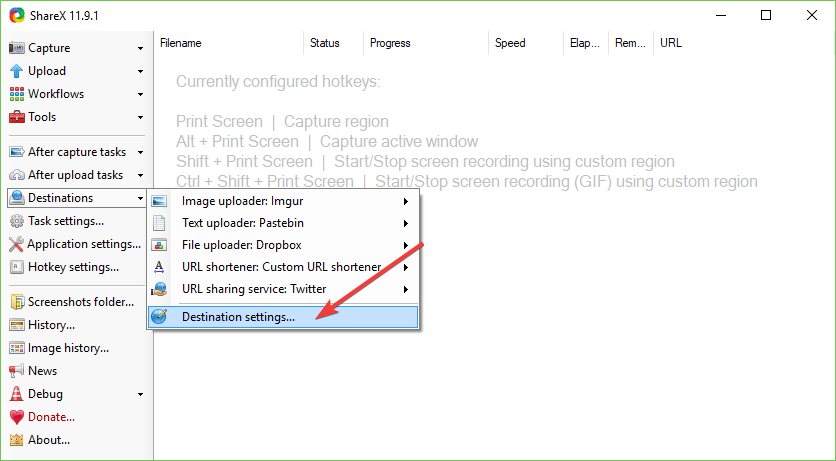 ShareX 11.9.1
Capture
Upload
Workflows
Tools
After capture tasks
After upload tasks
Destinations
Task settings...
Application settings...
Hotkey settings...
Screenshots folder...
History...
Image history...
News
Debug
Donate...
About...
Filename Status Progress Speed Elap... Rem... URL
Currently configured hotkeys:
Print Screen | Capture region
Alt + Print Screen | Capture active window
Shift + Print Screen | Start/Stop screen recording using custom region
Ctrl + Shift + Print Screen | Start/Stop screen recording (GIF) using custom region
Image uploader: Imgur
Text uploader: Pastebin
File uploader: Dropbox
URL shortener: Custom URL shortener
URL sharing service: Twitter
Destination settings...